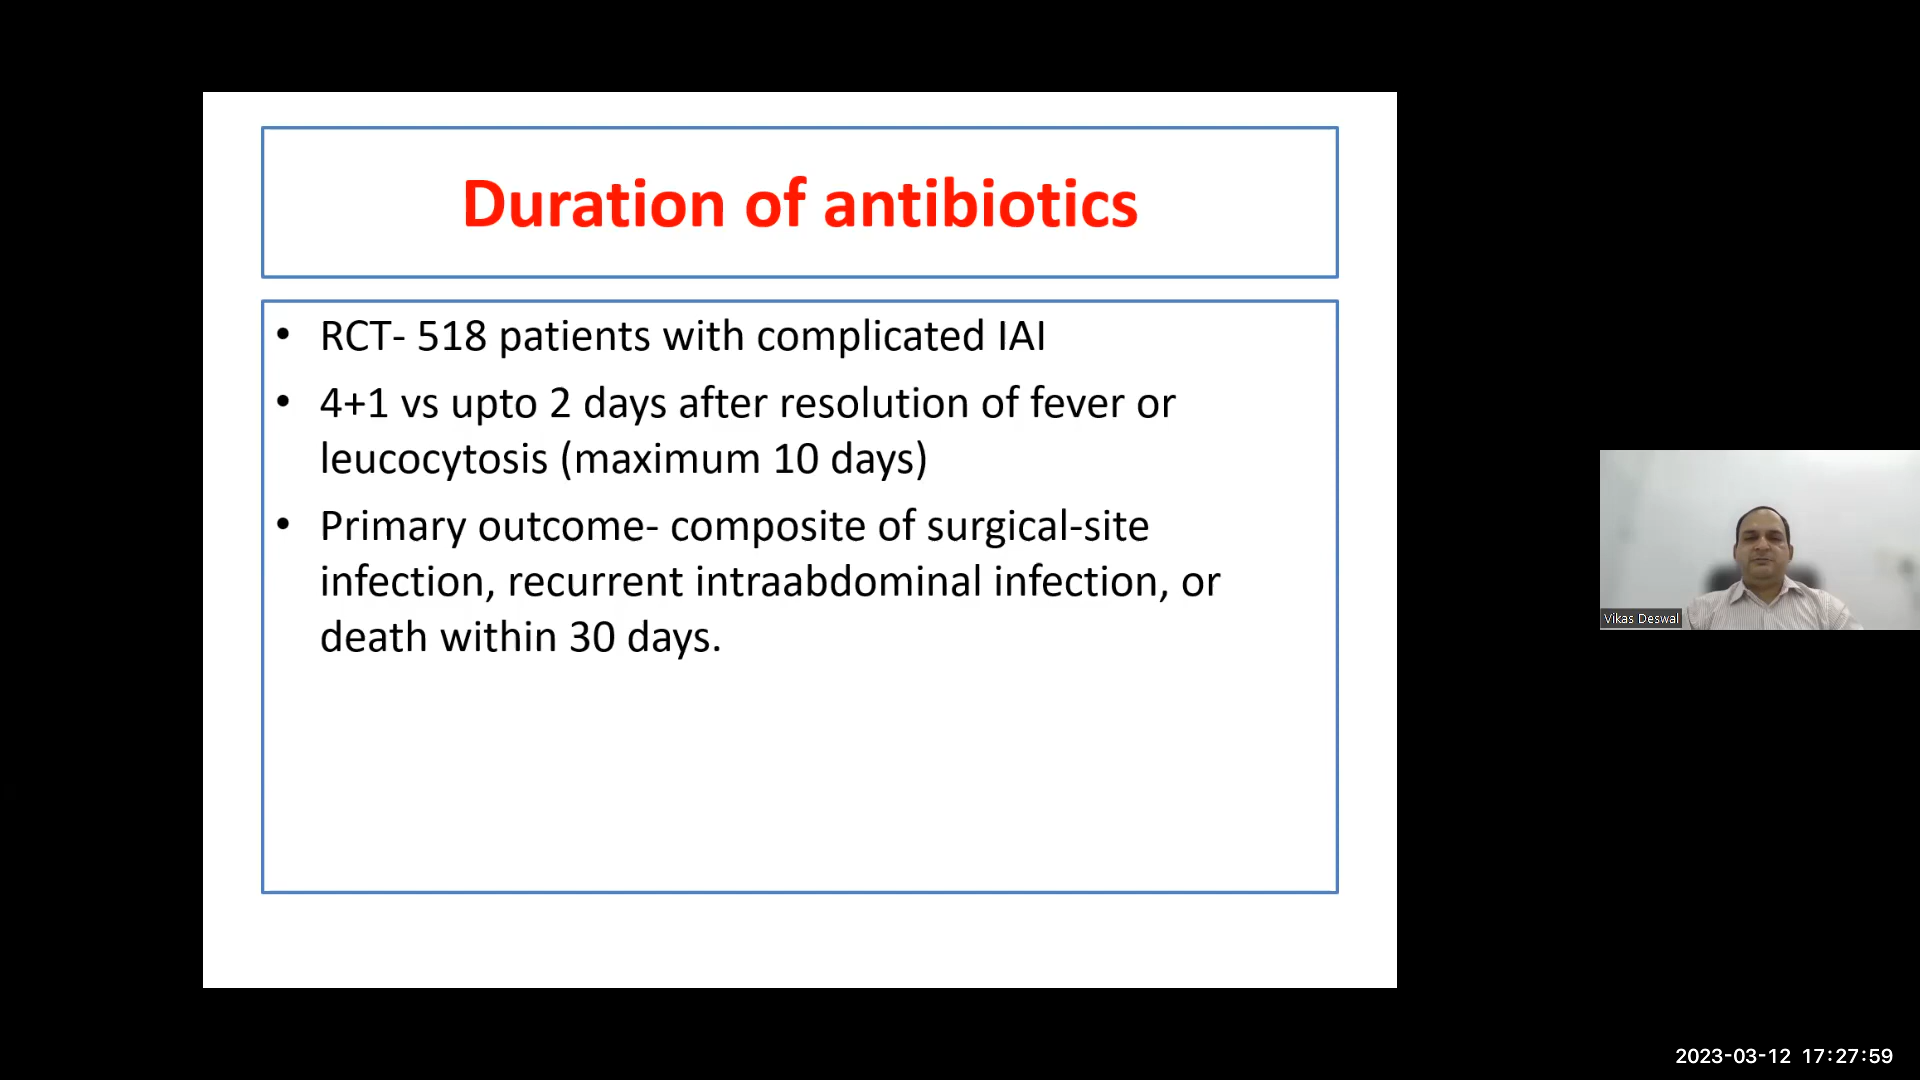 Duration of antibiotics
• RCT- 518 patients with complicated IAI
• 4+1 vs upto 2 days after resolution of fever or
leucocytosis (maximum 10 days)
• Primary outcome- composite of surgical-site
infection, recurrent intraabdominal infection, or
death within 30 days.
Vikas Deswal
2023-03-12 17:27:59